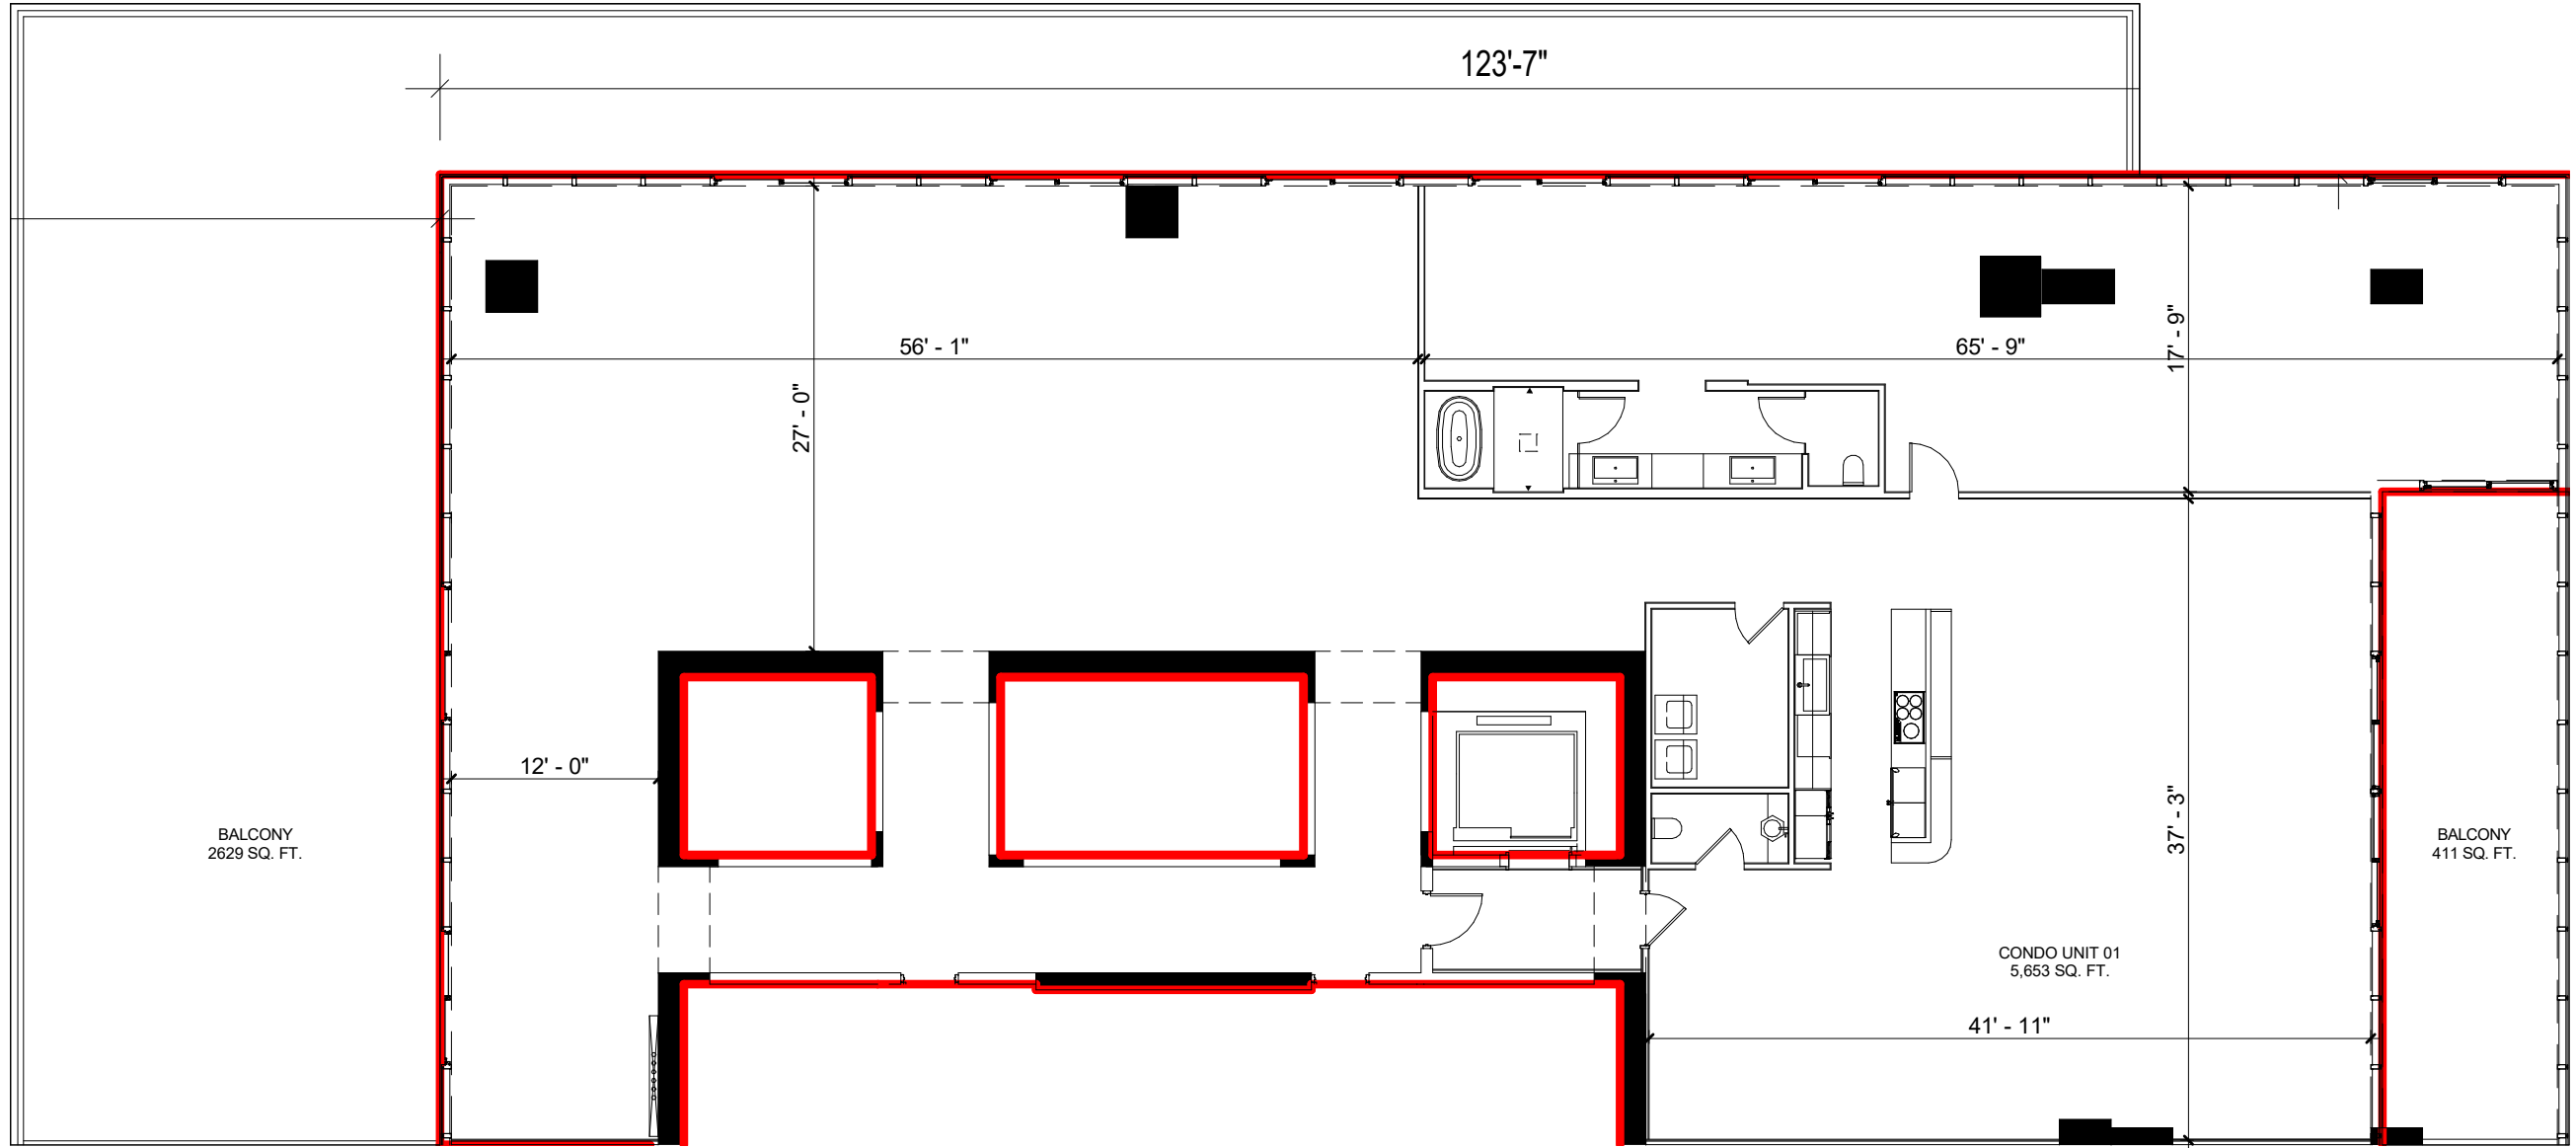 123'-7"
56' - 1"
65' - 9"
17' - 9"
27' - 0"
12' - 0"
37' - 3"
BALCONY
2629 SQ. FT.
BALCONY
411 SQ. FT.
CONDO UNIT 01
5,653 SQ. FT.
41' - 11"